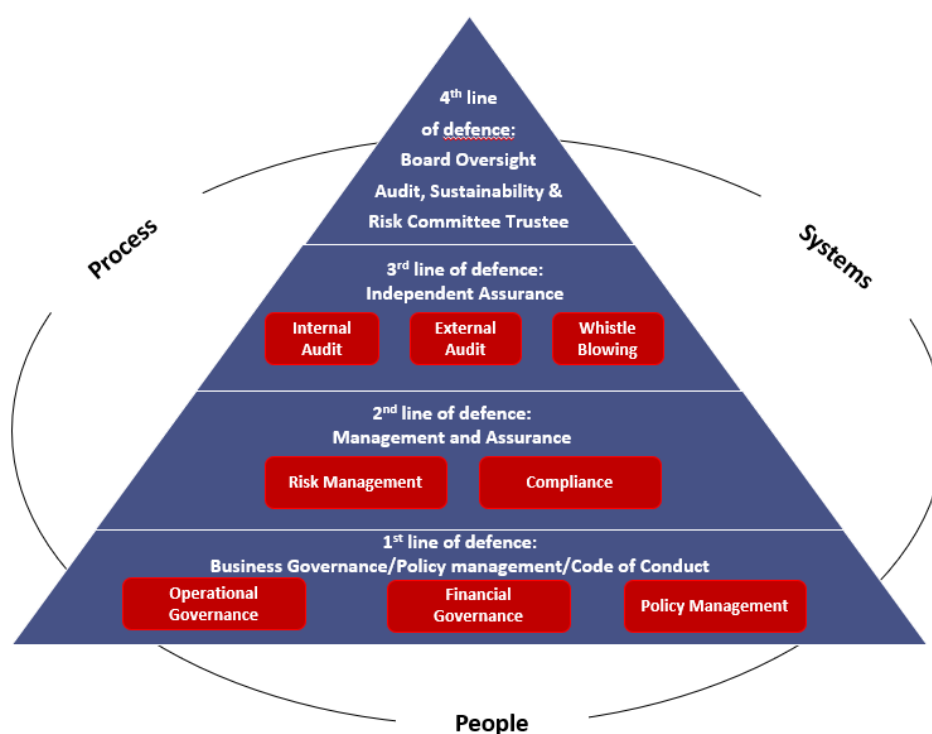 4th line
of defence:
Board Oversight
Audit, Sustainability &
Risk Committee Trustee
Process
Systems
3rd line of defence:
Independent Assurance
Internal
Audit
External
Audit
Whistle
Blowing
2nd line of defence:
Management and Assurance
Risk Management
Compliance
1st line of defence:
Business Governance/Policy management/Code of Conduct
Operational
Governance
Financial
Governance
Policy Management
People